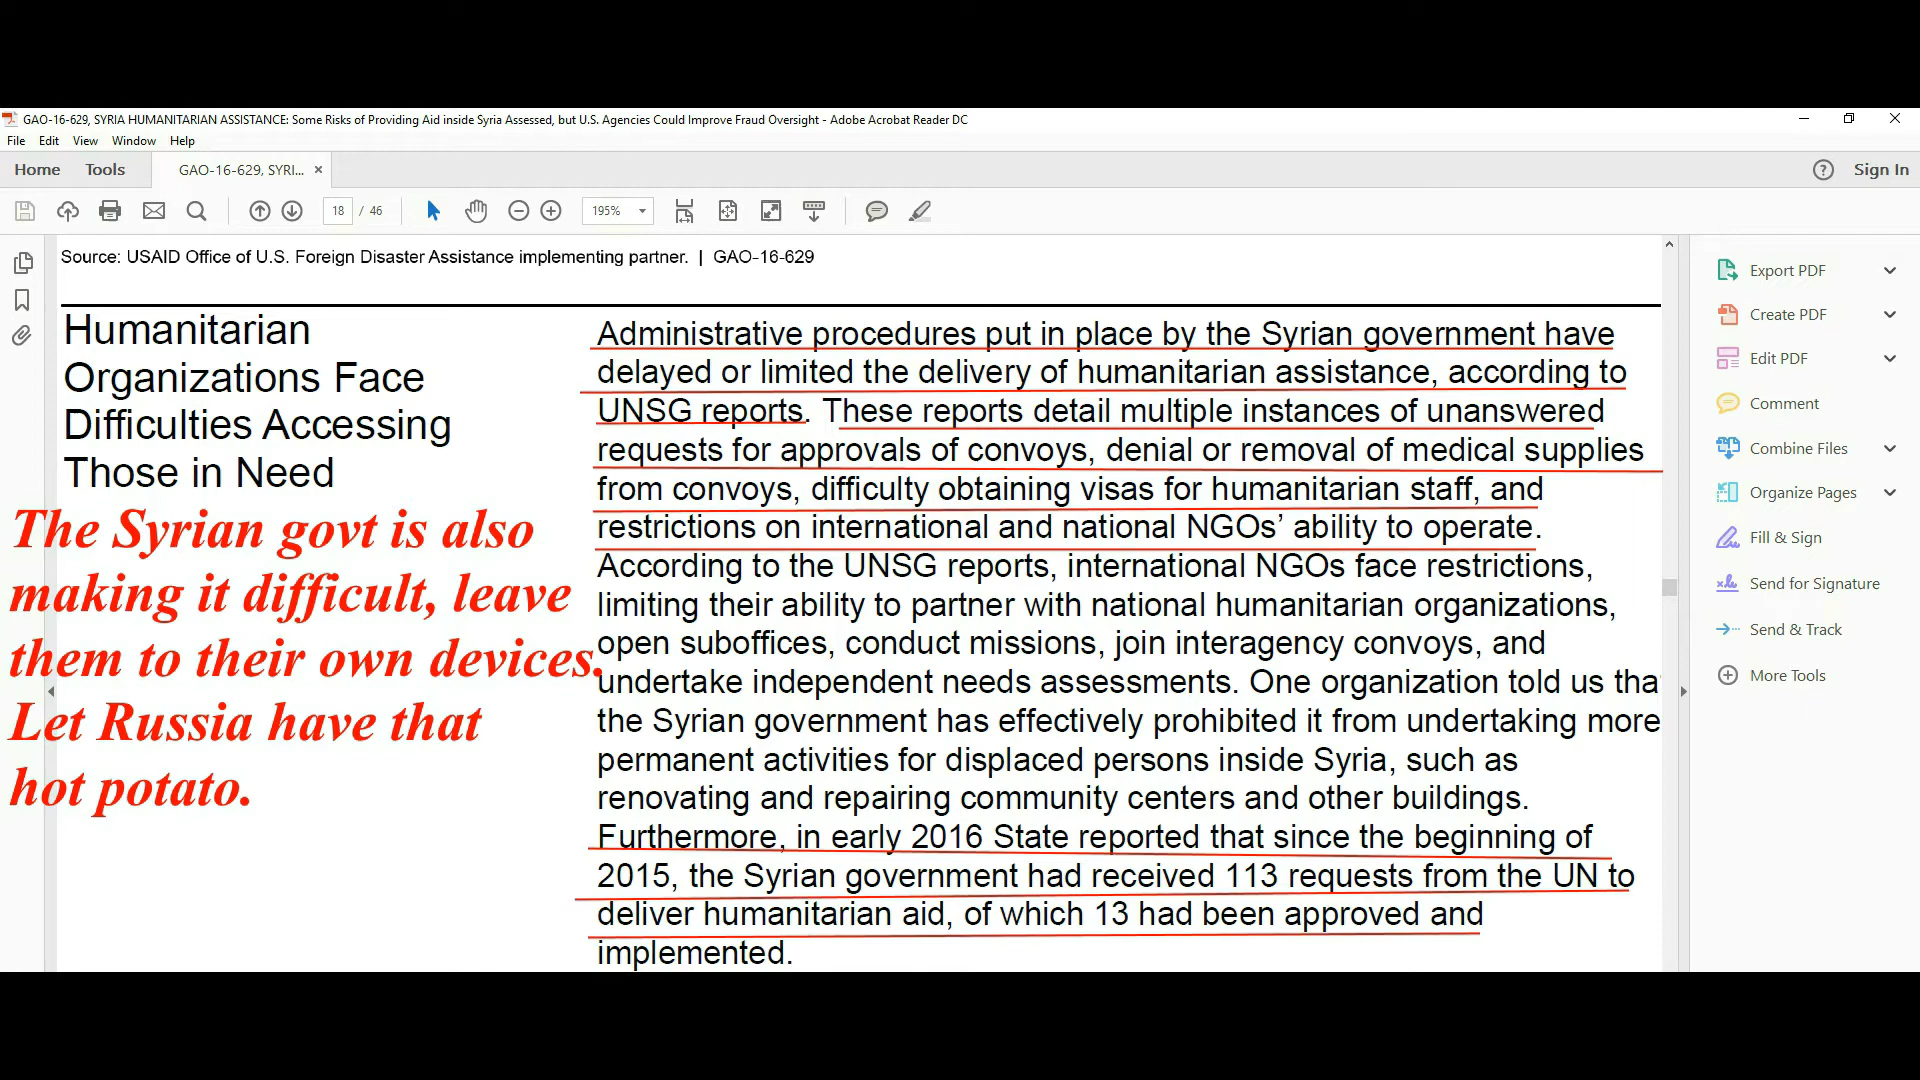 GAO-16-629, SYRIA HUMANITARIAN ASSISTANCE: Some Risks of Providing Aid inside Syria Assessed, but U.S. Agencies Could Improve Fraud Oversight - Adobe Acrobat Reader DC
File Edit View Window Help
Home Tools GAO-16-629, SYRI... × ? Sign In
18 / 46 195%
Source: USAID Office of U.S. Foreign Disaster Assistance implementing partner. | GAO-16-629
Humanitarian
Organizations Face
Difficulties Accessing
Those in Need
The Syrian govt is also
making it difficult, leave
them to their own devices.
Let Russia have that
hot potato.
Administrative procedures put in place by the Syrian government have
delayed or limited the delivery of humanitarian assistance, according to
UNSG reports. These reports detail multiple instances of unanswered
requests for approvals of convoys, denial or removal of medical supplies
from convoys, difficulty obtaining visas for humanitarian staff, and
restrictions on international and national NGOs’ ability to operate.
According to the UNSG reports, international NGOs face restrictions,
limiting their ability to partner with national humanitarian organizations,
open suboffices, conduct missions, join interagency convoys, and
undertake independent needs assessments. One organization told us tha
the Syrian government has effectively prohibited it from undertaking more
permanent activities for displaced persons inside Syria, such as
renovating and repairing community centers and other buildings.
Furthermore, in early 2016 State reported that since the beginning of
2015, the Syrian government had received 113 requests from the UN to
deliver humanitarian aid, of which 13 had been approved and
implemented.
Export PDF
Create PDF
Edit PDF
Comment
Combine Files
Organize Pages
Fill & Sign
Send for Signature
Send & Track
More Tools